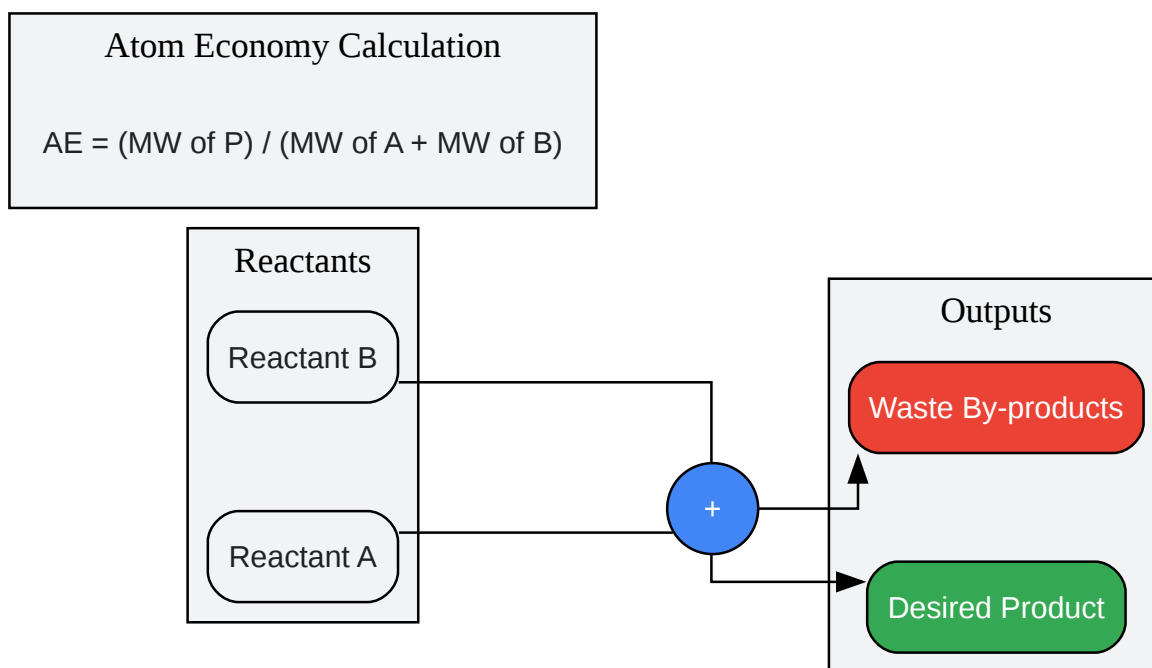 Atom Economy Calculation
AE = (MW of P) / (MW of A + MW of B)
Reactants
Reactant B
Reactant A
+
Outputs
Waste By-products
Desired Product